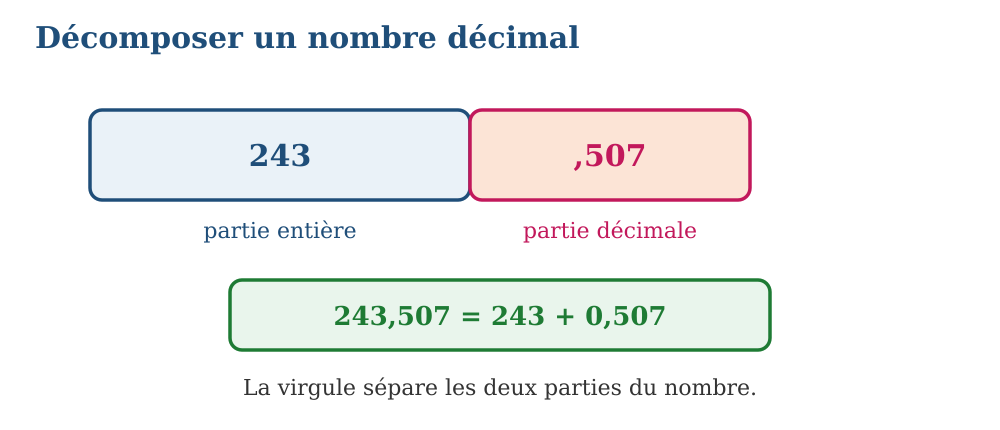 Décomposer un nombre décimal
243 ,507
partie entière partie décimale
243,507 = 243 + 0,507
La virgule sépare les deux parties du nombre.